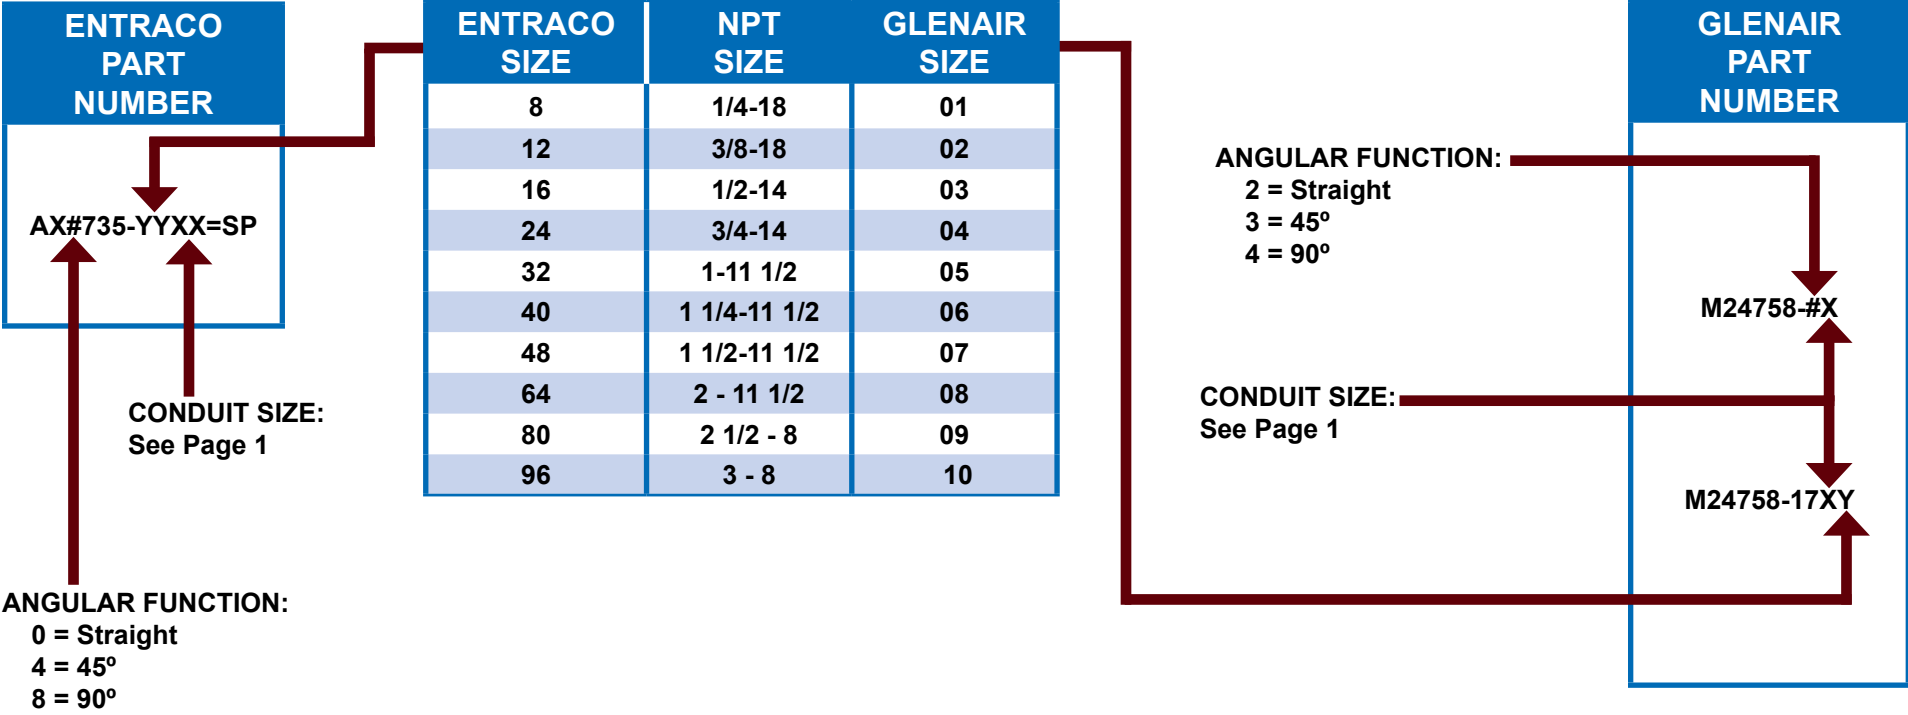 ENTRACO
PART
NUMBER
AX#735-YYXX=SP
CONDUIT SIZE:
See Page 1
ANGULAR FUNCTION:
0 = Straight
4 = 45º
8 = 90º
ENTRACO SIZE NPT SIZE GLENAIR SIZE
8 1/4-18 01
12 3/8-18 02
16 1/2-14 03
24 3/4-14 04
32 1-11 1/2 05
40 1 1/4-11 1/2 06
48 1 1/2-11 1/2 07
64 2 - 11 1/2 08
80 2 1/2 - 8 09
96 3 - 8 10
ANGULAR FUNCTION:
2 = Straight
3 = 45º
4 = 90º
CONDUIT SIZE:
See Page 1
GLENAIR
PART
NUMBER
M24758-#X
M24758-17XY